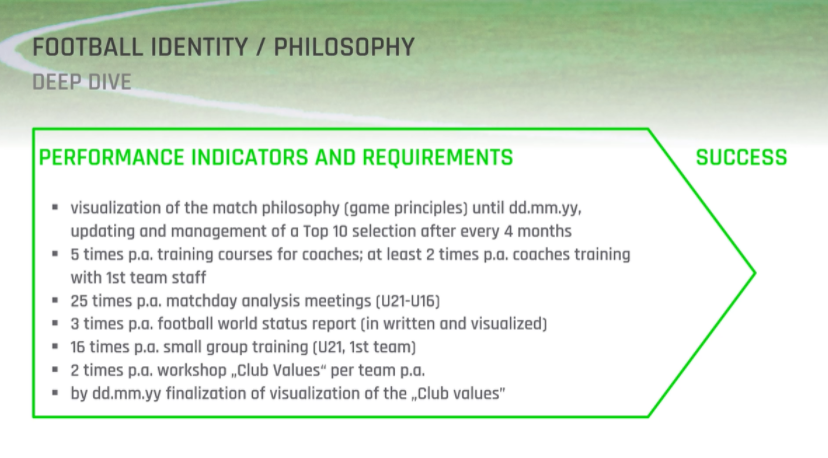 FOOTBALL IDENTITY / PHILOSOPHY
DEEP DIVE
PERFORMANCE INDICATORS AND REQUIREMENTS
SUCCESS
▪ visualization of the match philosophy (game principles) until dd.mm.yy,
updating and management of a Top 10 selection after every 4 months
▪ 5 times p.a. training courses for coaches; at least 2 times p.a. coaches training
with 1st team staff
▪ 25 times p.a. matchday analysis meetings (U21-U16)
▪ 3 times p.a. football world status report (in written and visualized)
▪ 16 times p.a. small group training (U21, 1st team)
▪ 2 times p.a. workshop „Club Values“ per team p.a.
▪ by dd.mm.yy finalization of visualization of the „Club values”